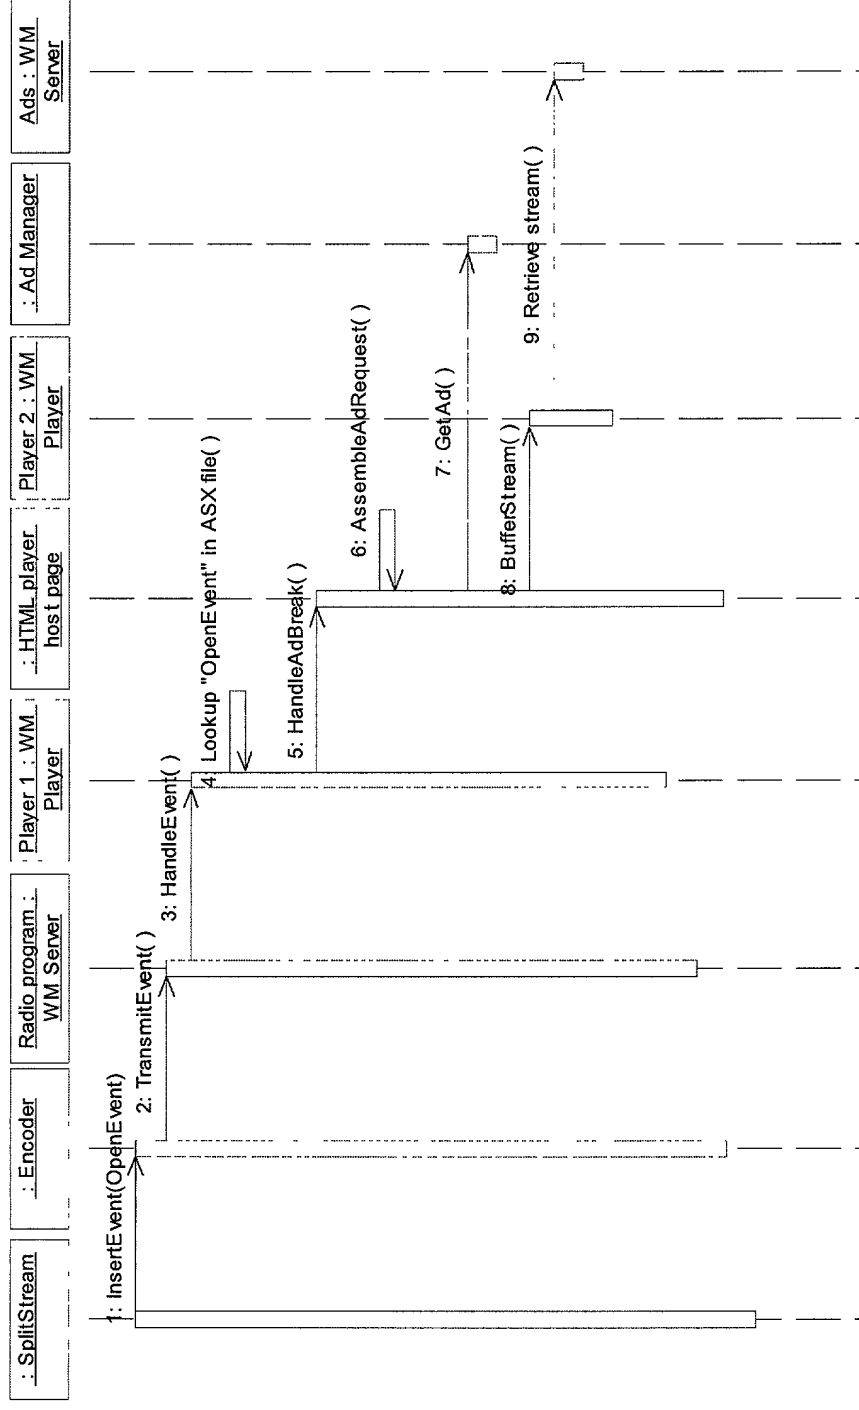 : SplitStream
: Encoder
Radio program :
WM Server
Player 1 : WM
Player
: HTML player
host page
Player 2 : WM
Player
: Ad Manager
Ads : WM
Server
1: InsertEvent(OpenEvent)
2: TransmitEvent( )
3: HandleEvent( )
4: Lookup "OpenEvent" in ASX file( )
5: HandleAdBreak( )
6: AssembleAdRequest( )
7: GetAd( )
8: BufferStream( )
9: Retrieve stream( )